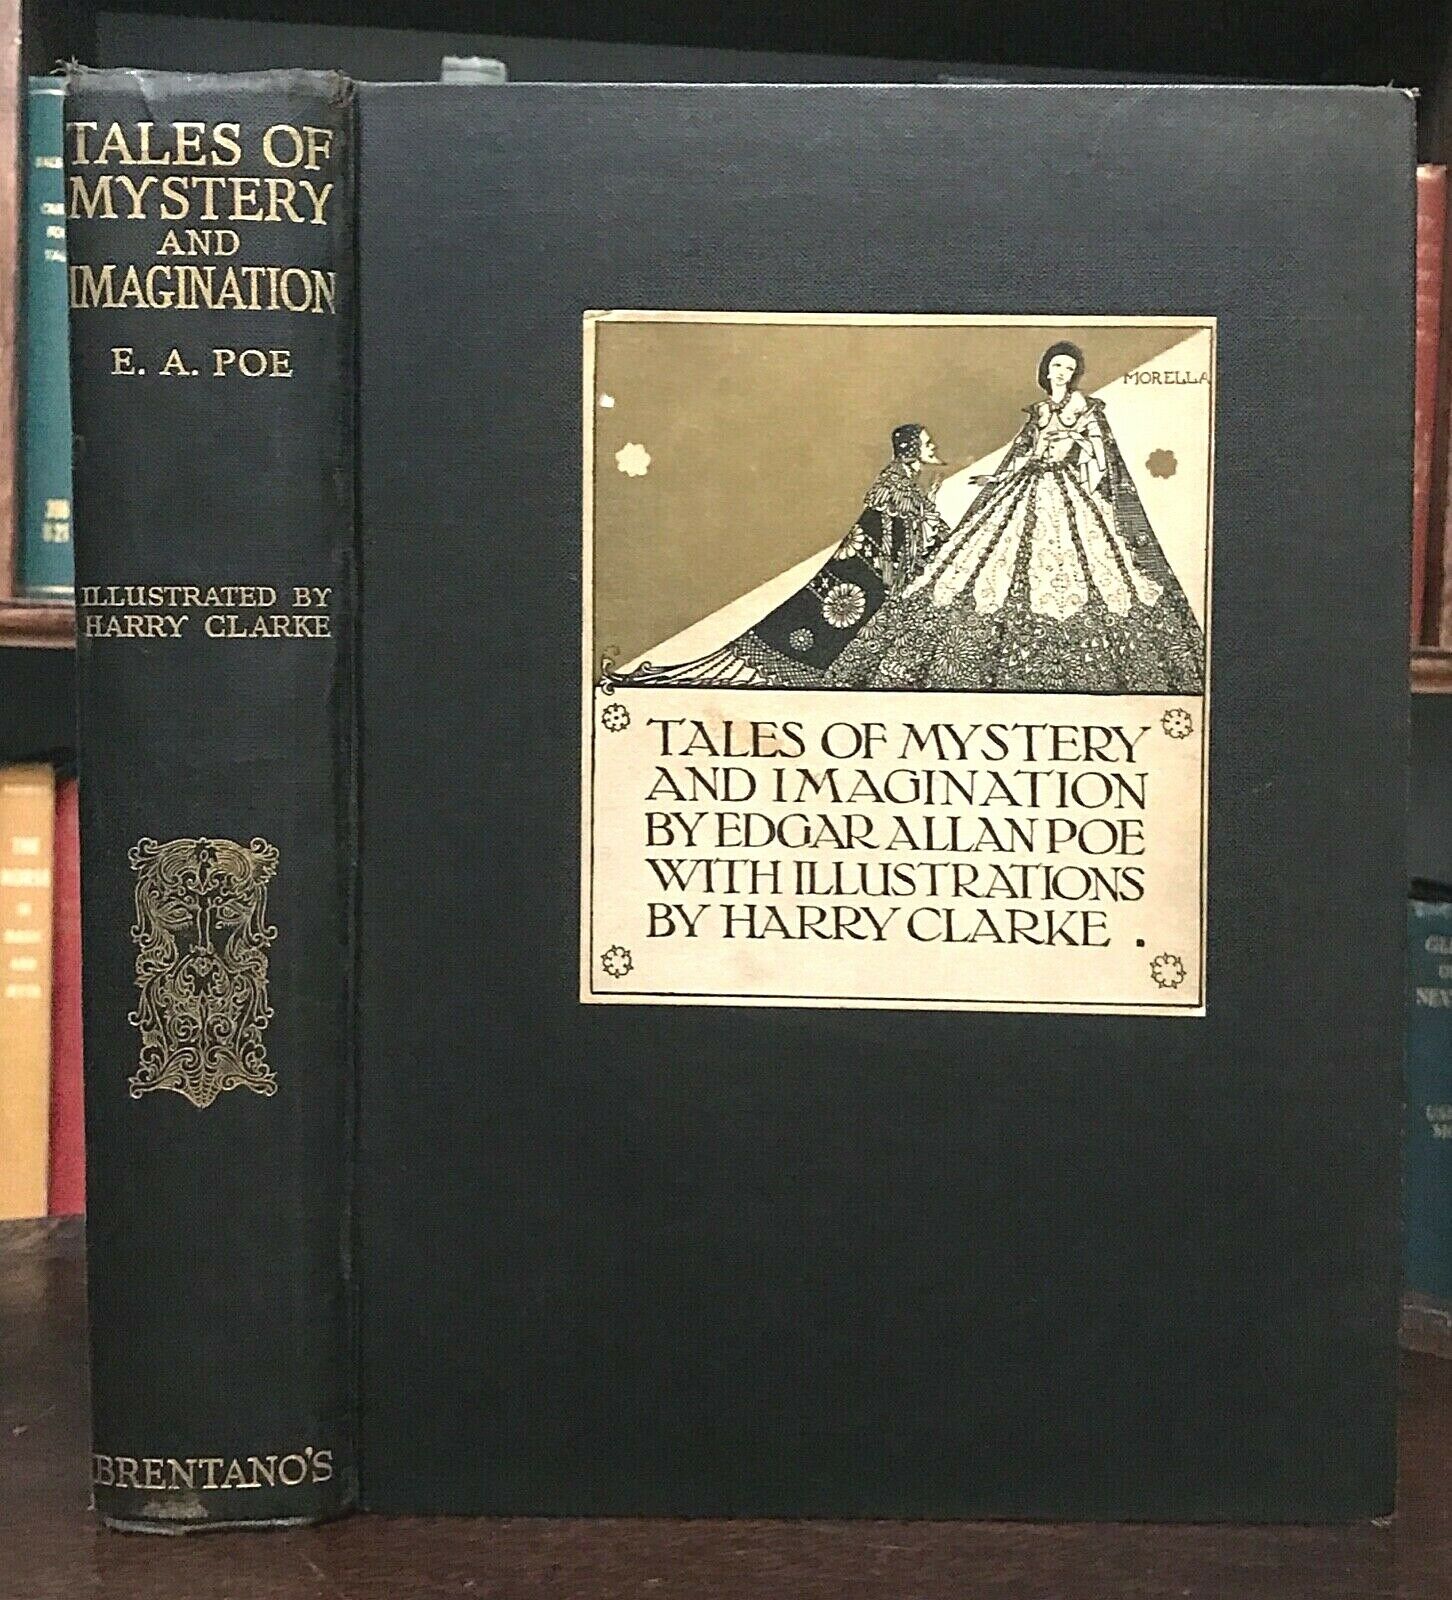 TALES OF
MYSTERY
AND
IMAGINATION
E. A. POE
ILLUSTRATED BY
HARRY CLARKE
BRENTANO'S
MORELLA
TALES OF MYSTERY
AND IMAGINATION
BY EDGAR ALLAN POE
WITH ILLUSTRATIONS
BY HARRY CLARKE .